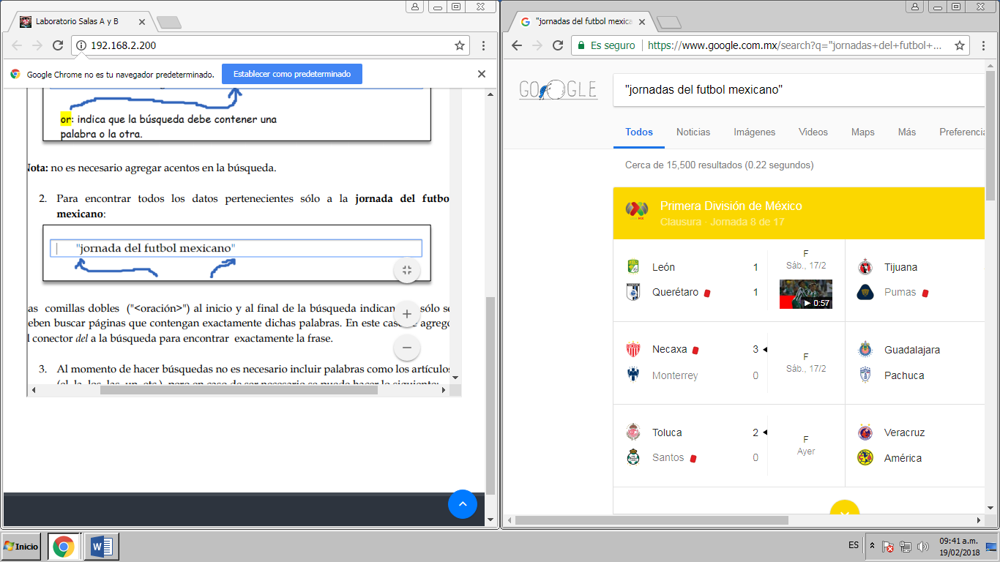 Laboratorio Salas A y B
192.168.2.200
Google Chrome no es tu navegador predeterminado.
Establecer como predeterminado
or: indica que la búsqueda debe contener una
palabra o la otra.
Nota: no es necesario agregar acentos en la búsqueda.
2. Para encontrar todos los datos pertenecientes sólo a la jornada del futbo
mexicano:
"jornada del futbol mexicano"
as comillas dobles ("<oración>") al inicio y al final de la búsqueda indican sólo se
eben buscar páginas que contengan exactamente dichas palabras. En este caso agregó
l conector del a la búsqueda para encontrar exactamente la frase.
3. Al momento de hacer búsquedas no es necesario incluir palabras como los artículos
(el, la, los, las, un, etc.), pero en caso de ser necesario se puede hacer lo siguiente:
"jornadas del futbol mexica
Es seguro
https://www.google.com.mx/search?q="jornadas+del+futbol+...
GOOGLE
"jornadas del futbol mexicano"
Todos Noticias Imágenes Videos Maps Más Preferencia
Cerca de 15,500 resultados (0.22 segundos)
Primera División de México
Clausura · Jornada 8 de 17
León 1
Querétaro 1
F
Sáb., 17/2
0:57
Tijuana
Pumas
Necaxa 3
Monterrey 0
F
Sáb., 17/2
Guadalajara
Pachuca
Toluca 2
Santos 0
F
Ayer
Veracruz
América
Inicio
ES
09:41 a.m.
19/02/2018